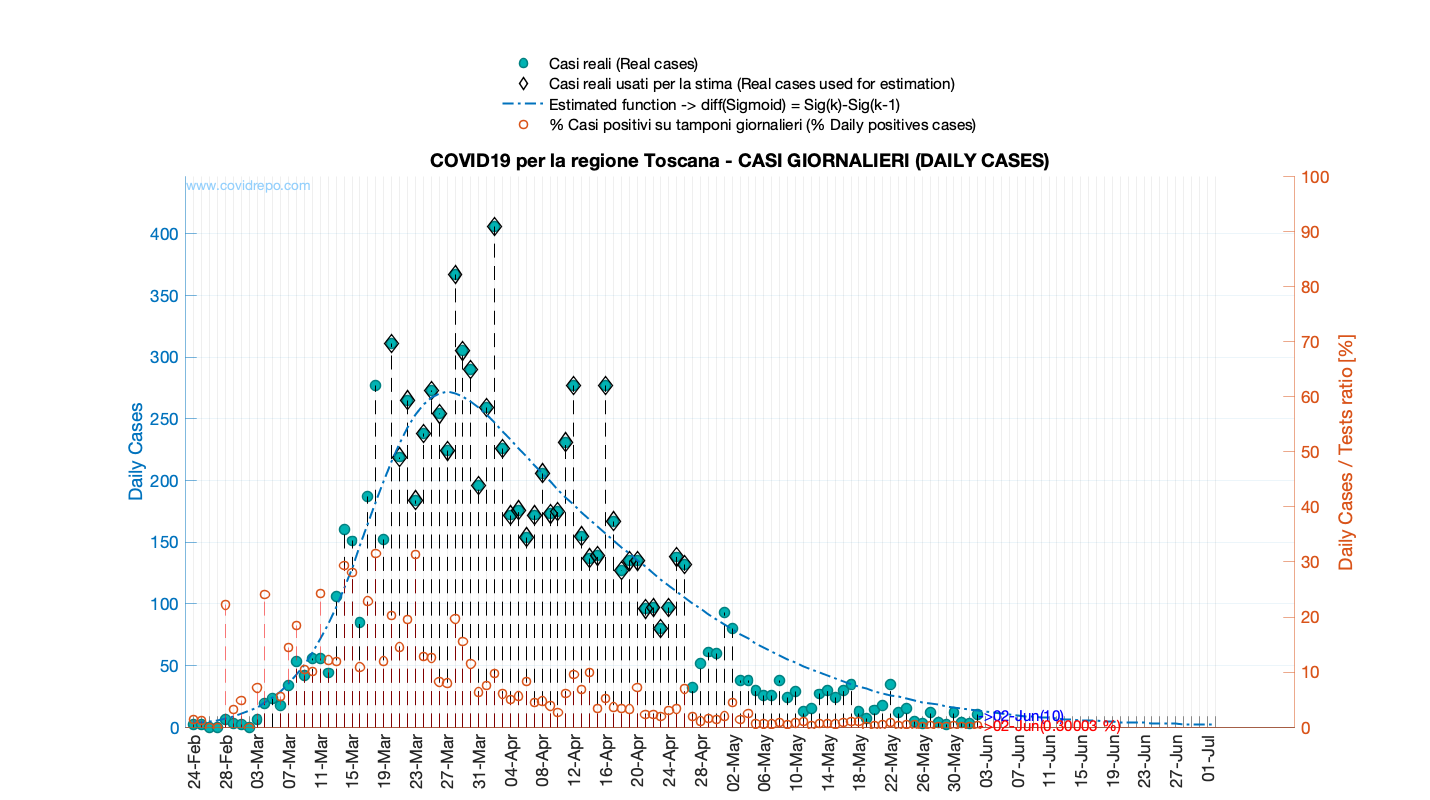 Casi reali (Real cases)
Casi reali usati per la stima (Real cases used for estimation)
Estimated function -> diff(Sigmoid) = Sig(k)-Sig(k-1)
% Casi positivi su tamponi giornalieri (% Daily positives cases)
COVID19 per la regione Toscana - CASI GIORNALIERI (DAILY CASES)
www.covidrepo.com
Daily Cases
400
350
300
250
200
150
100
50
0
100
90
80
70
60
50
40
30
20
10
0
Daily Cases / Tests ratio [%]
->02-Jun(10)
->02-Jun(0.30003 %)
24-Feb
28-Feb
03-Mar
07-Mar
11-Mar
15-Mar
19-Mar
23-Mar
27-Mar
31-Mar
04-Apr
08-Apr
12-Apr
16-Apr
20-Apr
24-Apr
28-Apr
02-May
06-May
10-May
14-May
18-May
22-May
26-May
30-May
03-Jun
07-Jun
11-Jun
15-Jun
19-Jun
23-Jun
27-Jun
01-Jul